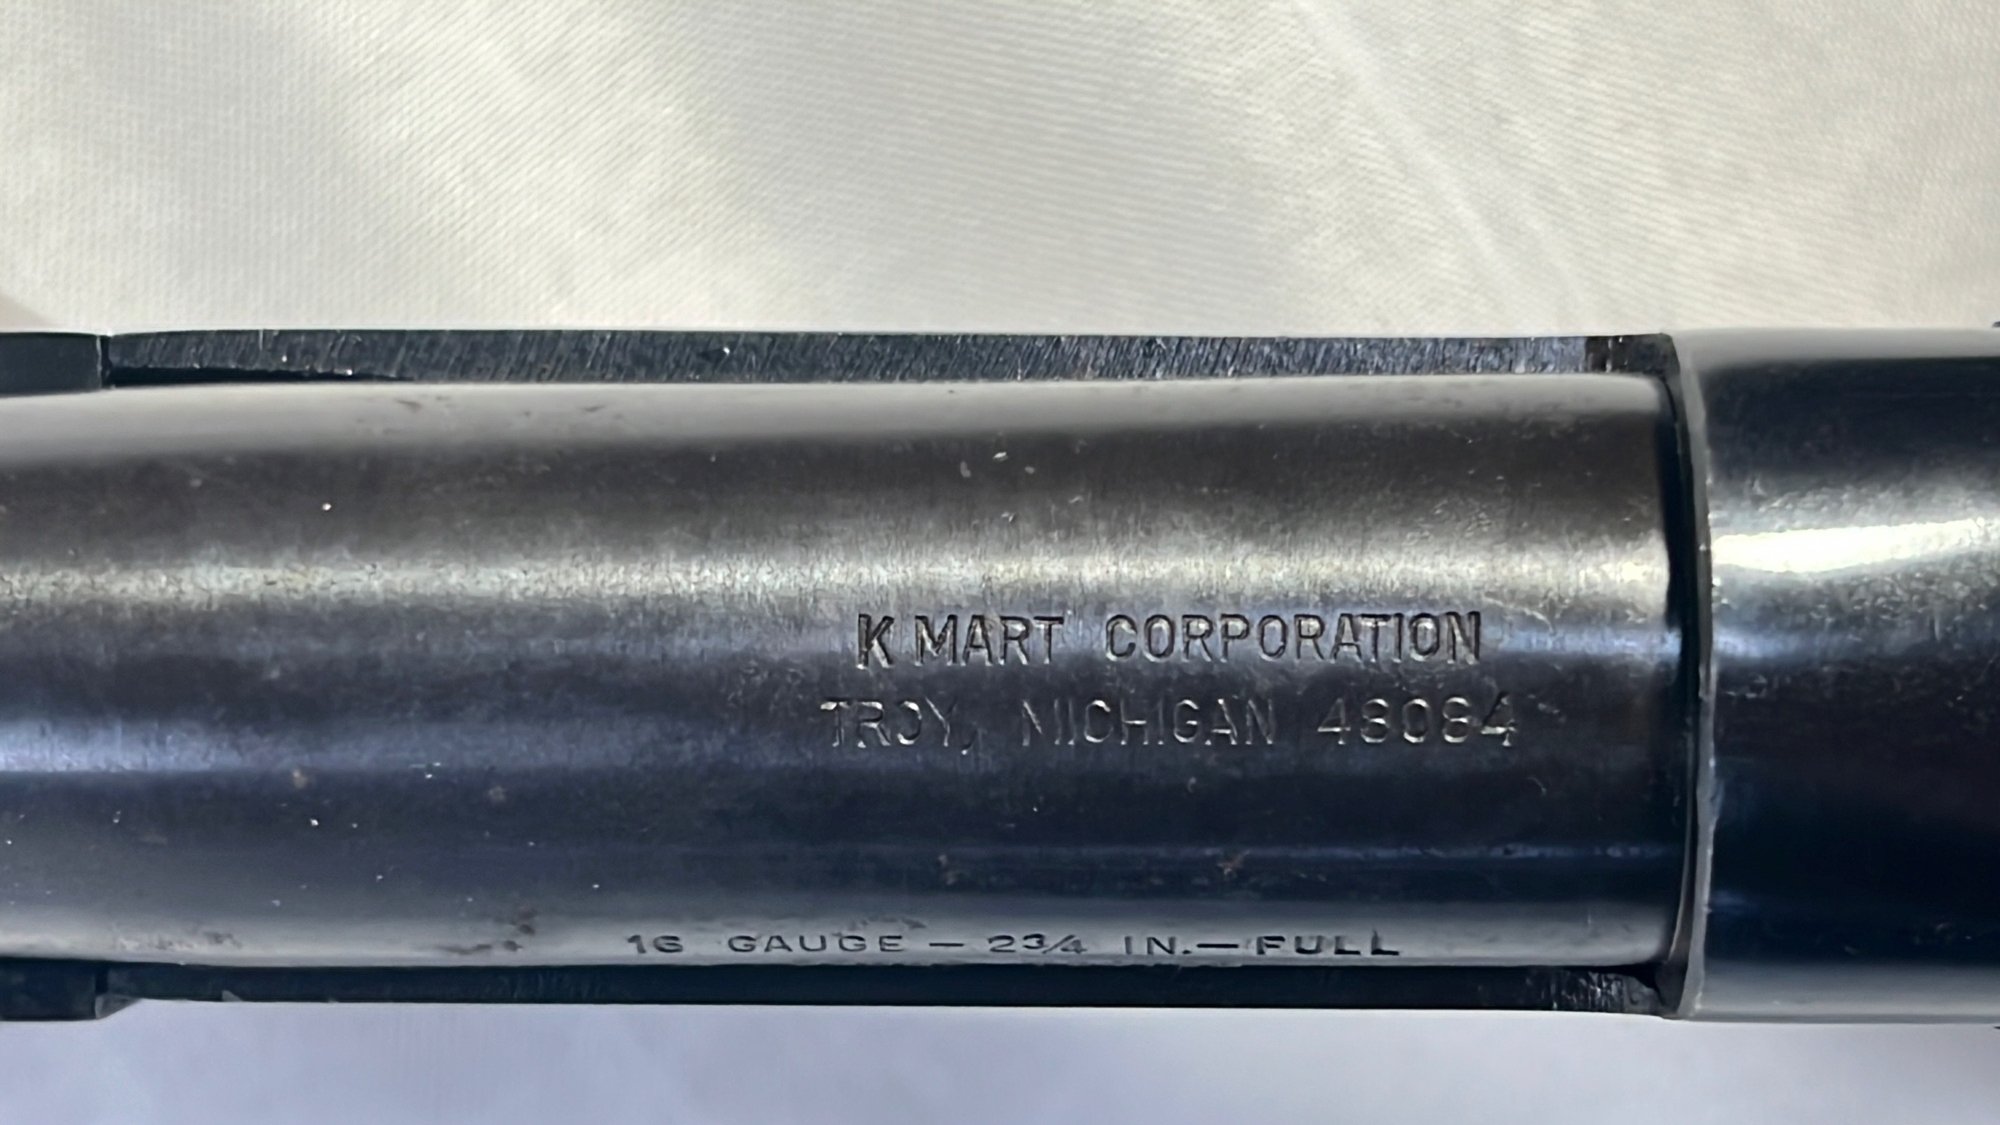 K MART CORPORATION
TROY, MICHIGAN 48084
16 GAUGE — 2¾ IN.—FULL